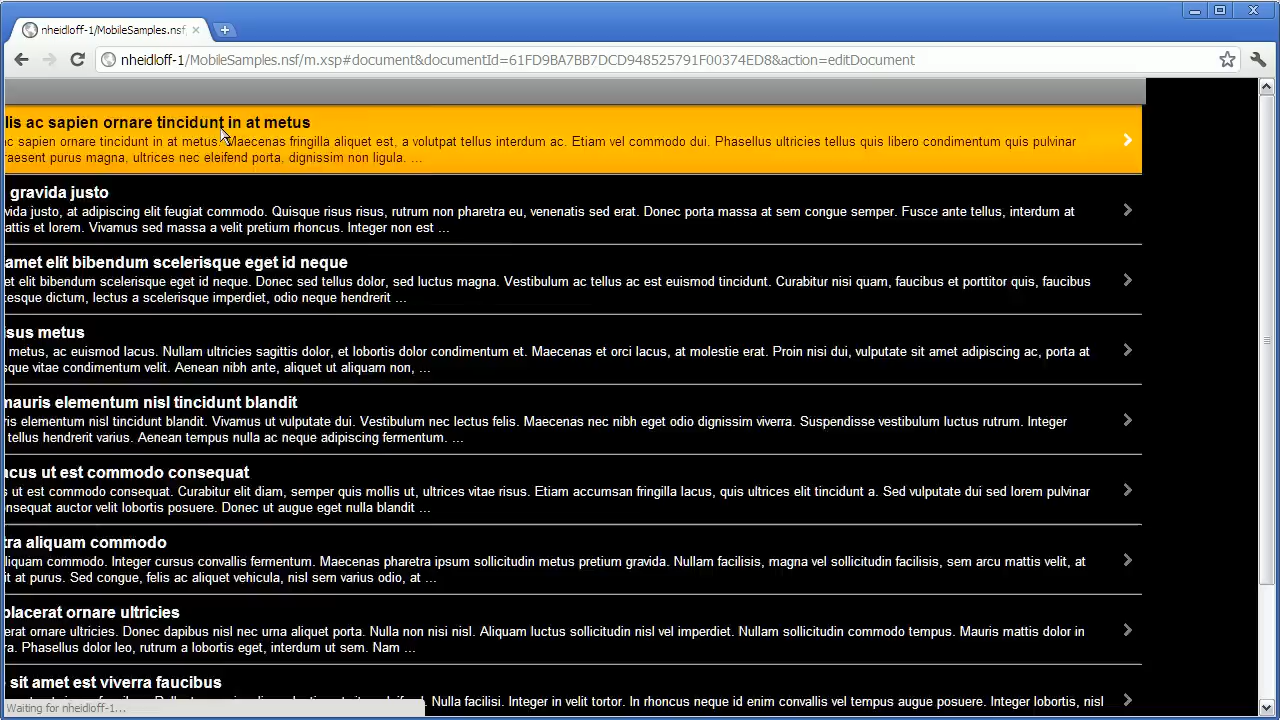 nheidloff-1/MobileSamples.nsf
nheidloff-1/MobileSamples.nsf/m.xsp#document&documentId=61FD9BA7BB7DCD948525791F00374ED8&action=editDocument
lis ac sapien ornare tincidunt in at metus
ac sapien ornare tincidunt in at metus. Maecenas fringilla aliquet est, a volutpat tellus interdum ac. Etiam vel commodo dui. Phasellus ultricies tellus quis libero condimentum quis pulvinar
raesent purus magna, ultrices nec eleifend porta, dignissim non ligula. ...
gravida justo
vida justo, at adipiscing elit feugiat commodo. Quisque risus risus, rutrum non pharetra eu, venenatis sed erat. Donec porta massa at sem congue semper. Fusce ante tellus, interdum at
attis et lorem. Vivamus sed massa a velit pretium rhoncus. Integer non est ...
amet elit bibendum scelerisque eget id neque
et elit bibendum scelerisque eget id neque. Donec sed tellus dolor, sed luctus magna. Vestibulum ac tellus ac est euismod tincidunt. Curabitur nisi quam, faucibus et porttitor quis, faucibus
esque dictum, lectus a scelerisque imperdiet, odio neque hendrerit ...
sus metus
metus, ac euismod lacus. Nullam ultricies sagittis dolor, et lobortis dolor condimentum et. Maecenas et orci lacus, at molestie erat. Proin nisi dui, vulputate sit amet adipiscing ac, porta at
sque vitae condimentum velit. Aenean nibh ante, aliquet ut aliquam non, ...
mauris elementum nisl tincidunt blandit
ris elementum nisl tincidunt blandit. Vivamus ut vulputate dui. Vestibulum nec lectus felis. Maecenas nec nibh eget odio dignissim viverra. Suspendisse vestibulum luctus rutrum. Integer
tellus hendrerit varius. Aenean tempus nulla ac neque adipiscing fermentum. ...
acus ut est commodo consequat
s ut est commodo consequat. Curabitur elit diam, semper quis mollis ut, ultrices vitae risus. Etiam accumsan fringilla lacus, quis ultrices elit tincidunt a. Sed vulputate dui sed lorem pulvinar
nsequat auctor velit lobortis posuere. Donec ut augue eget nulla blandit ...
tra aliquam commodo
liquam commodo. Integer cursus convallis fermentum. Maecenas pharetra ipsum sollicitudin metus pretium gravida. Nullam facilisis, magna vel sollicitudin facilisis, sem arcu mattis velit, at
it at purus. Sed congue, felis ac aliquet vehicula, nisl sem varius odio, at ...
placerat ornare ultricies
erat ornare ultricies. Donec dapibus nisl nec urna aliquet porta. Nulla non nisi nisl. Aliquam luctus sollicitudin nisl vel imperdiet. Nullam sollicitudin commodo tempus. Mauris mattis dolor in
a. Phasellus dolor leo, rutrum a lobortis eget, interdum ut sem. Nam ...
sit amet est viverra faucibus
Nulla facilisi. Integer in velit tortor. In rhoncus neque id enim convallis vel tempus augue posuere. Integer lobortis, nisl
Waiting for nheidloff-1...